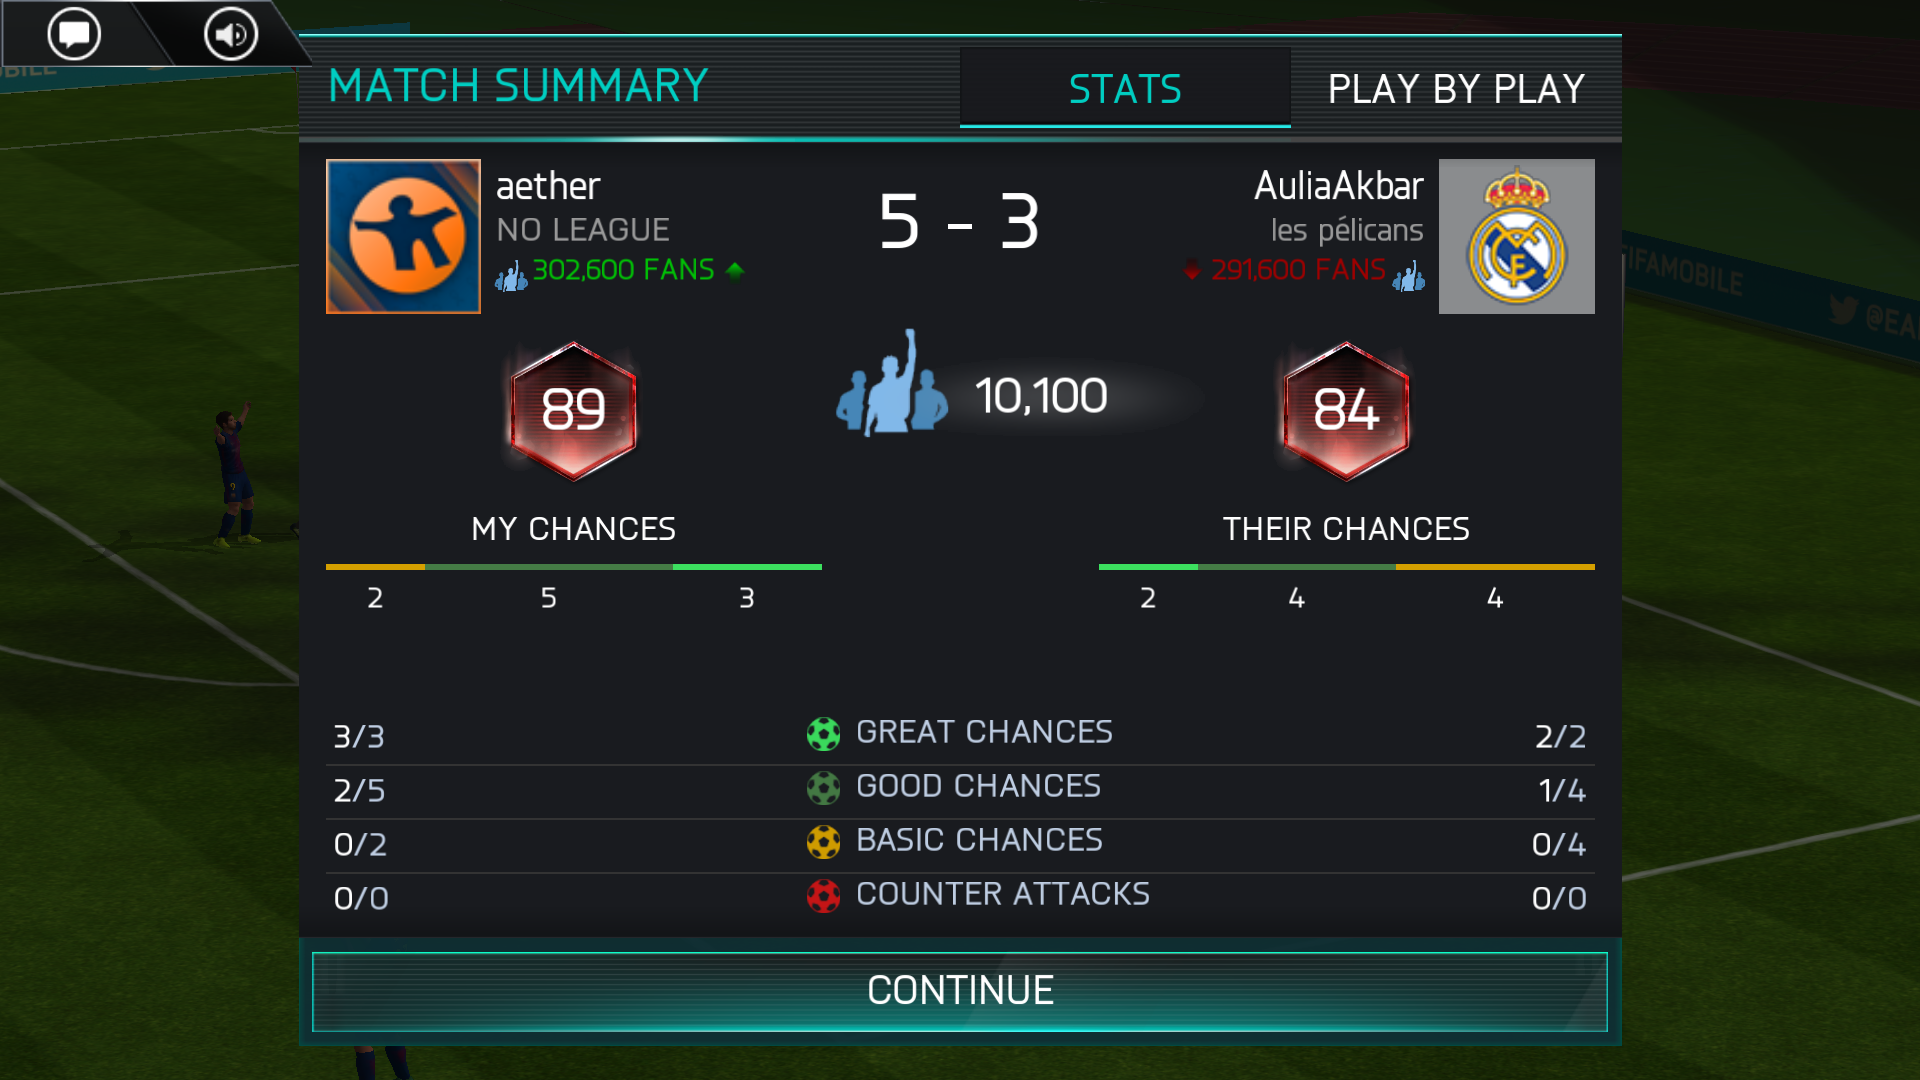 MATCH SUMMARY
STATS
PLAY BY PLAY
aether
NO LEAGUE
302,600 FANS
5 - 3
AuliaAkbar
les pélicans
291,600 FANS
FIFAMOBILE
@EA
89
10,100
84
MY CHANCES
THEIR CHANCES
2 5 3
2 4 4
3/3 GREAT CHANCES 2/2
2/5 GOOD CHANCES 1/4
0/2 BASIC CHANCES 0/4
0/0 COUNTER ATTACKS 0/0
CONTINUE